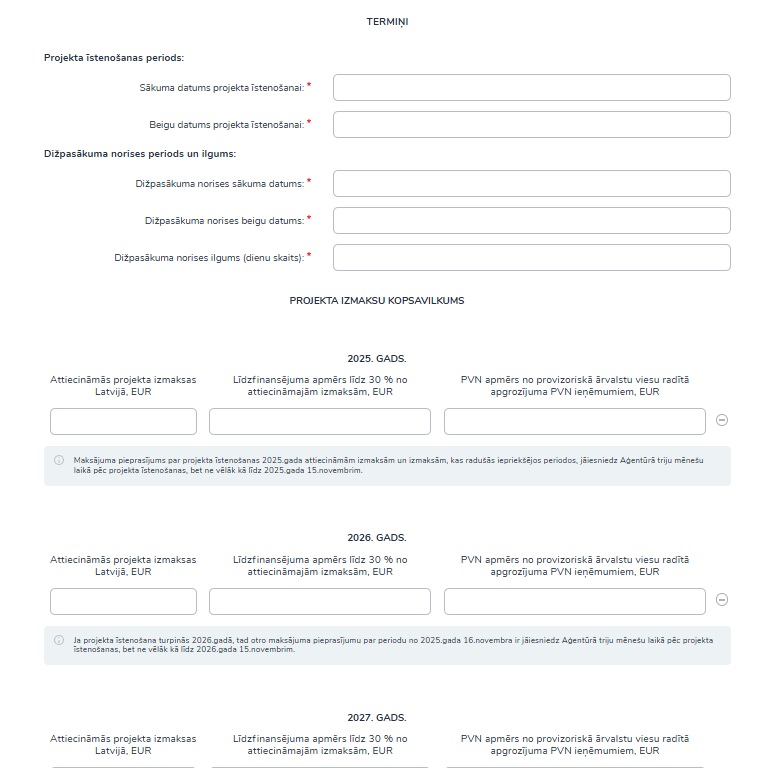 TERMIŅI
Projekta īstenošanas periods:
Sākuma datums projekta īstenošanai: *
Beigu datums projekta īstenošanai: *
Dižpasākuma norises periods un ilgums:
Dižpasākuma norises sākuma datums: *
Dižpasākuma norises beigu datums: *
Dižpasākuma norises ilgums (dienu skaits): *
PROJEKTA IZMAKSU KOPSAVILKUMS
2025. GADS.
Attiecināmās projekta izmaksas
Latvijā, EUR
Līdzfinansējuma apmērs līdz 30 % no
attiecināmajām izmaksām, EUR
PVN apmērs no provizoriskā ārvalstu viesu radītā
apgrozījuma PVN ieņēmumiem, EUR
Maksājuma pieprasījums par projekta īstenošanas 2025.gada attiecināmām izmaksām un izmaksām, kas radušās iepriekšējos periodos, jāiesniedz Aģentūrā triju mēnešu
laikā pēc projekta īstenošanas, bet ne vēlāk kā līdz 2025.gada 15.novembrim.
2026. GADS.
Attiecināmās projekta izmaksas
Latvijā, EUR
Līdzfinansējuma apmērs līdz 30 % no
attiecināmajām izmaksām, EUR
PVN apmērs no provizoriskā ārvalstu viesu radītā
apgrozījuma PVN ieņēmumiem, EUR
Ja projekta īstenošana turpinās 2026.gadā, tad otro maksājuma pieprasījumu par periodu no 2025.gada 16.novembra ir jāiesniedz Aģentūrā triju mēnešu laikā pēc projekta
īstenošanas, bet ne vēlāk kā līdz 2026.gada 15.novembrim.
2027. GADS.
Attiecināmās projekta izmaksas
Latvijā, EUR
Līdzfinansējuma apmērs līdz 30 % no
attiecināmajām izmaksām, EUR
PVN apmērs no provizoriskā ārvalstu viesu radītā
apgrozījuma PVN ieņēmumiem, EUR